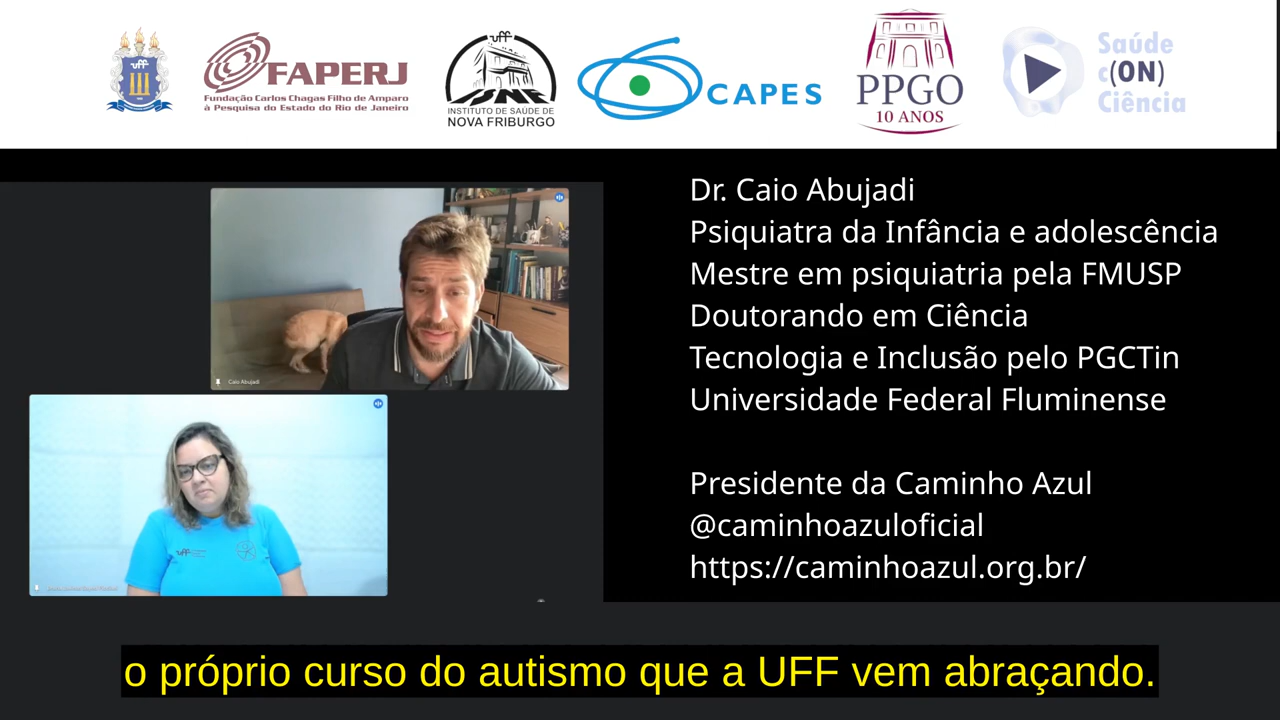 uff
FAPERJ
Fundação Carlos Chagas Filho de Amparo
à Pesquisa do Estado do Rio de Janeiro
INSTITUTO DE SAÚDE DE
NOVA FRIBURGO
CAPES
PPGO
10 ANOS
Saúde
c(ON)
Ciência
Dr. Caio Abujadi
Psiquiatra da Infância e adolescência
Mestre em psiquiatria pela FMUSP
Doutorando em Ciência
Tecnologia e Inclusão pelo PGCTin
Universidade Federal Fluminense
Presidente da Caminho Azul
@caminhoazuloficial
https://caminhoazul.org.br/
Caio Abujadi
uff
o próprio curso do autismo que a UFF vem abraçando.